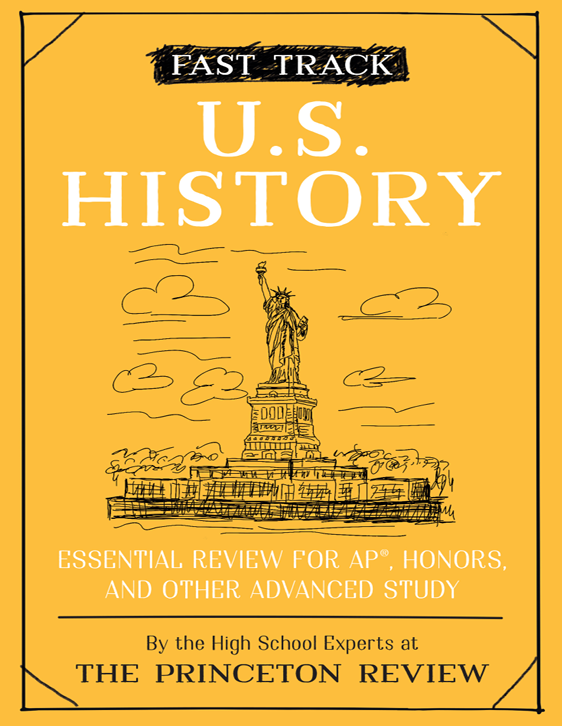 FAST TRACK
U.S.
HISTORY
ESSENTIAL REVIEW FOR AP®, HONORS,
AND OTHER ADVANCED STUDY
By the High School Experts at
THE PRINCETON REVIEW